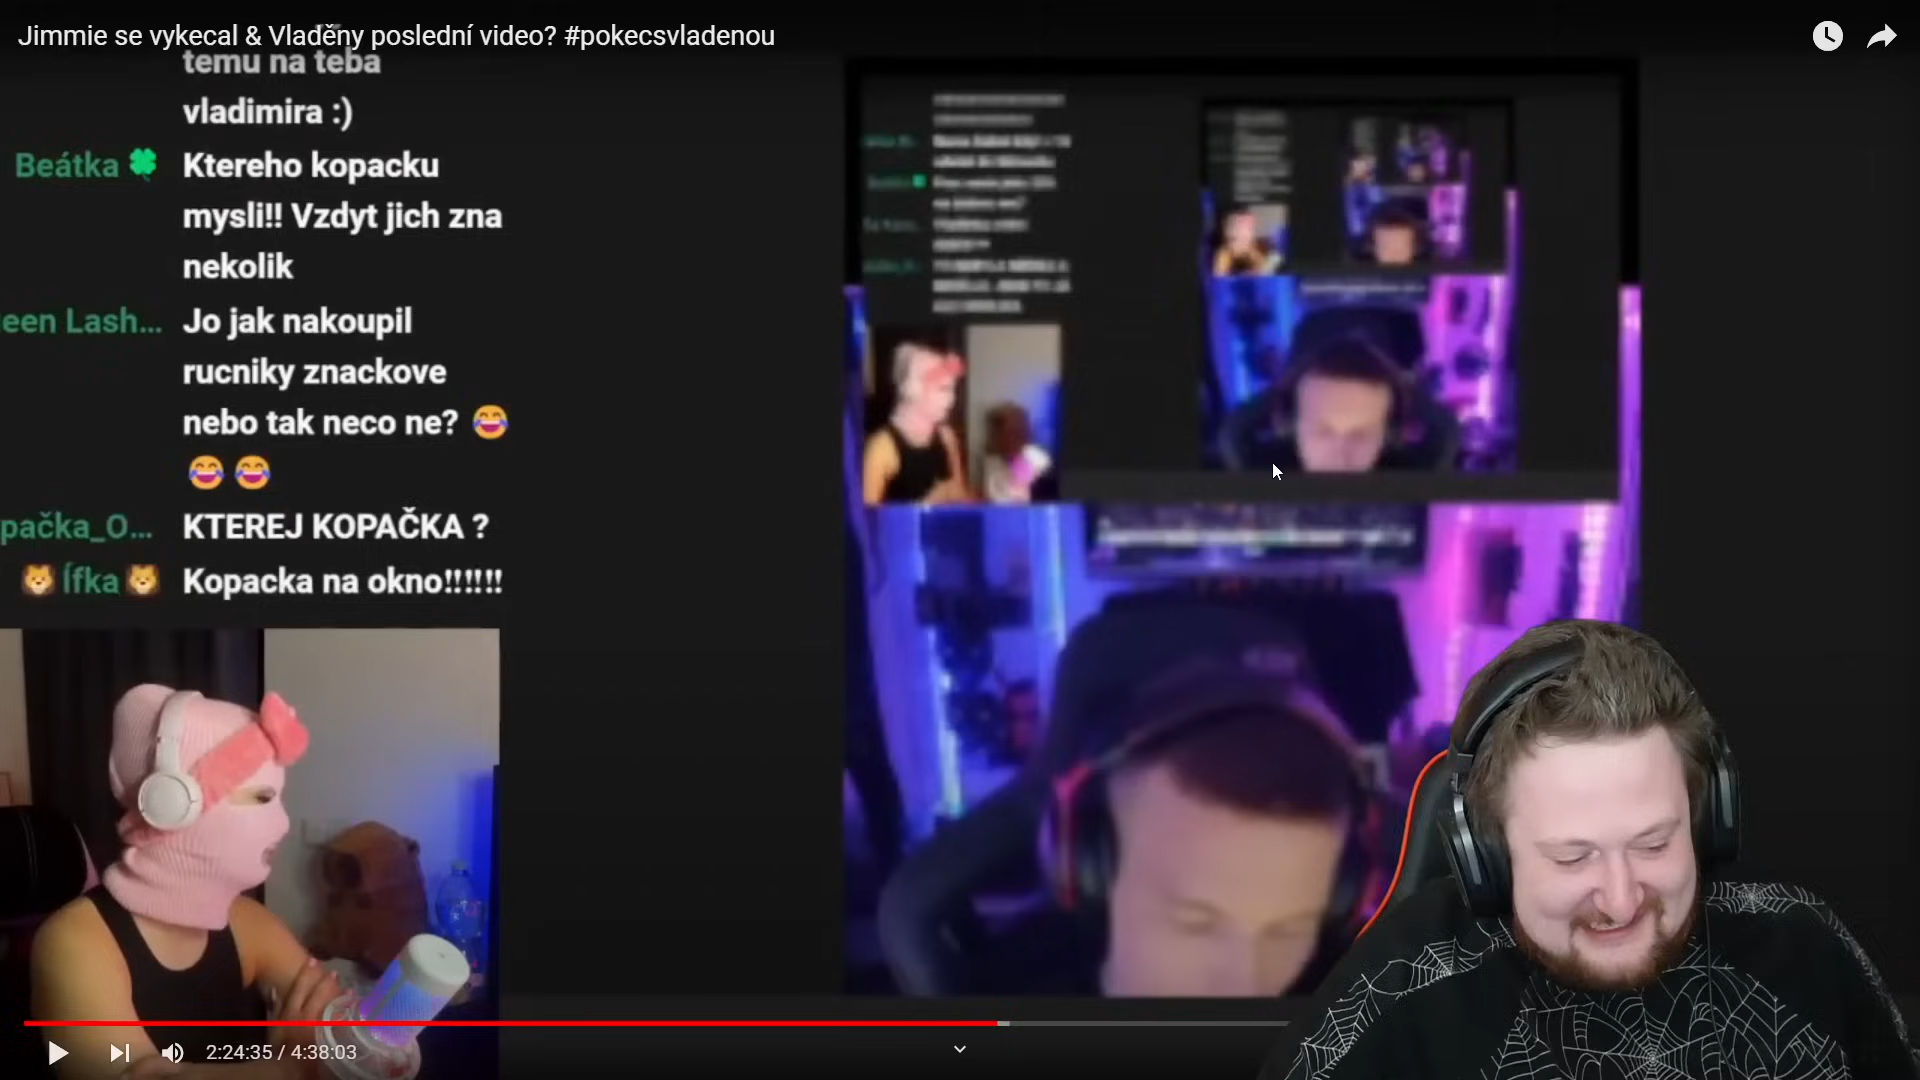 Jimmie se vykecal & Vladěny poslední video? #pokecsvladenou
temu na teba
vladimira :)
Beátka 🍀 Ktereho kopacku
mysli!! Vzdyt jich zna
nekolik
een Lash... Jo jak nakoupil
rucniky znackove
nebo tak neco ne? 😂
😂 😂
pačka_O... KTEREJ KOPAČKA ?
🦁 Ífka 🦁 Kopacka na okno!!!!!!
2:24:35 / 4:38:03